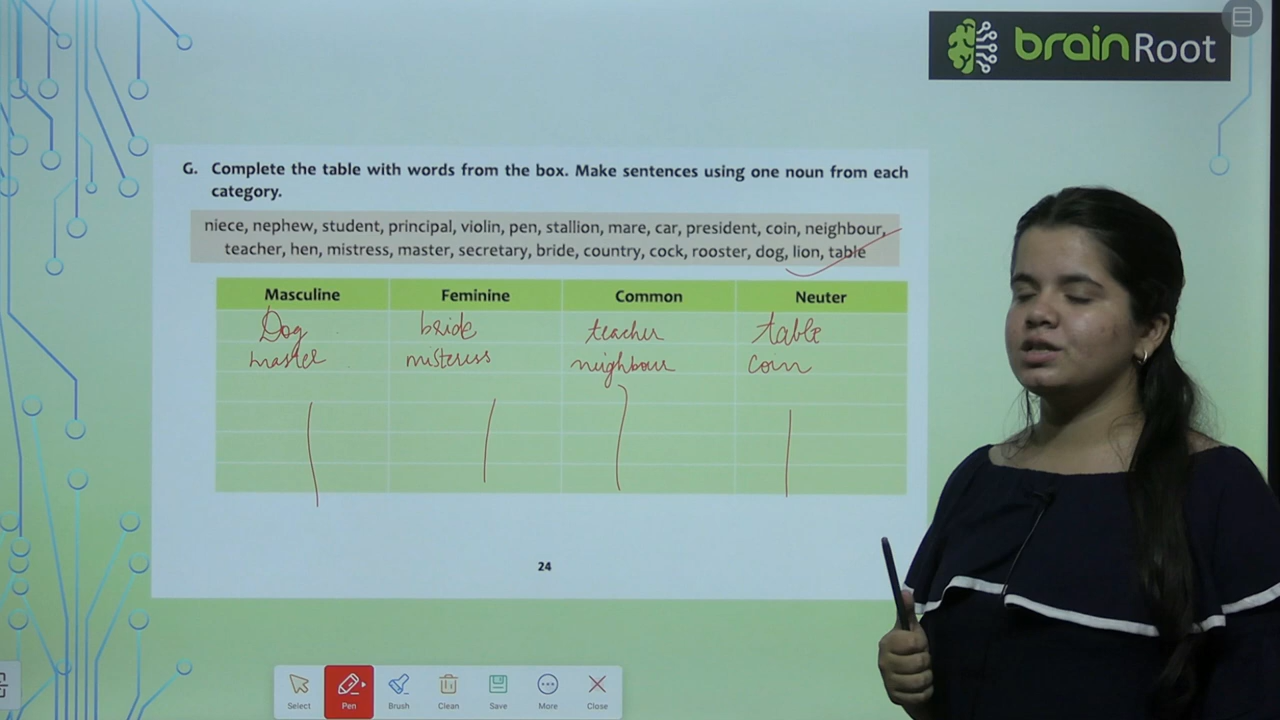 brainRoot
G. Complete the table with words from the box. Make sentences using one noun from each
category.
niece, nephew, student, principal, violin, pen, stallion, mare, car, president, coin, neighbour,
teacher, hen, mistress, master, secretary, bride, country, cock, rooster, dog, lion, table
Masculine Feminine Common Neuter
Dog bride teacher table
master misteress neighbour coin
24
Select Pen Brush Clean Save More Close